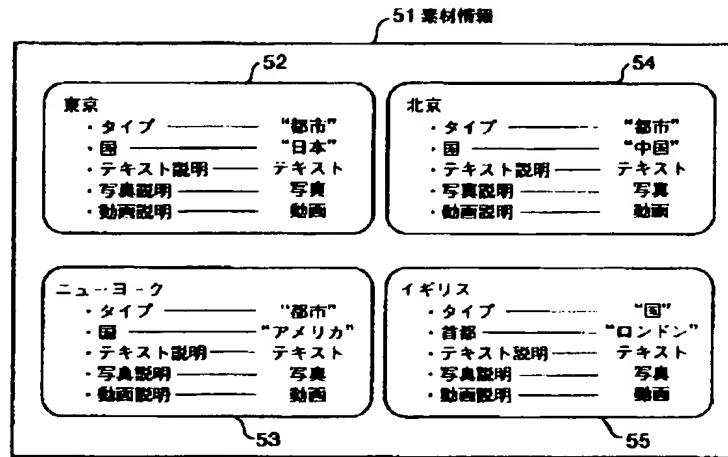 51 素材情報
52
東京
・タイプ ――― “都市”
・国 ――― “日本”
・テキスト説明 ― テキスト
・写真説明 ――― 写真
・動画説明 ――― 動画
54
北京
・タイプ ――― “都市”
・国 ――― “中国”
・テキスト説明 ― テキスト
・写真説明 ――― 写真
・動画説明 ――― 動画
ニューヨーク
・タイプ ――― “都市”
・国 ――― “アメリカ”
・テキスト説明 ― テキスト
・写真説明 ――― 写真
・動画説明 ――― 動画
53
イギリス
・タイプ ――― “国”
・首都 ――― “ロンドン”
・テキスト説明 ― テキスト
・写真説明 ――― 写真
・動画説明 ――― 動画
55